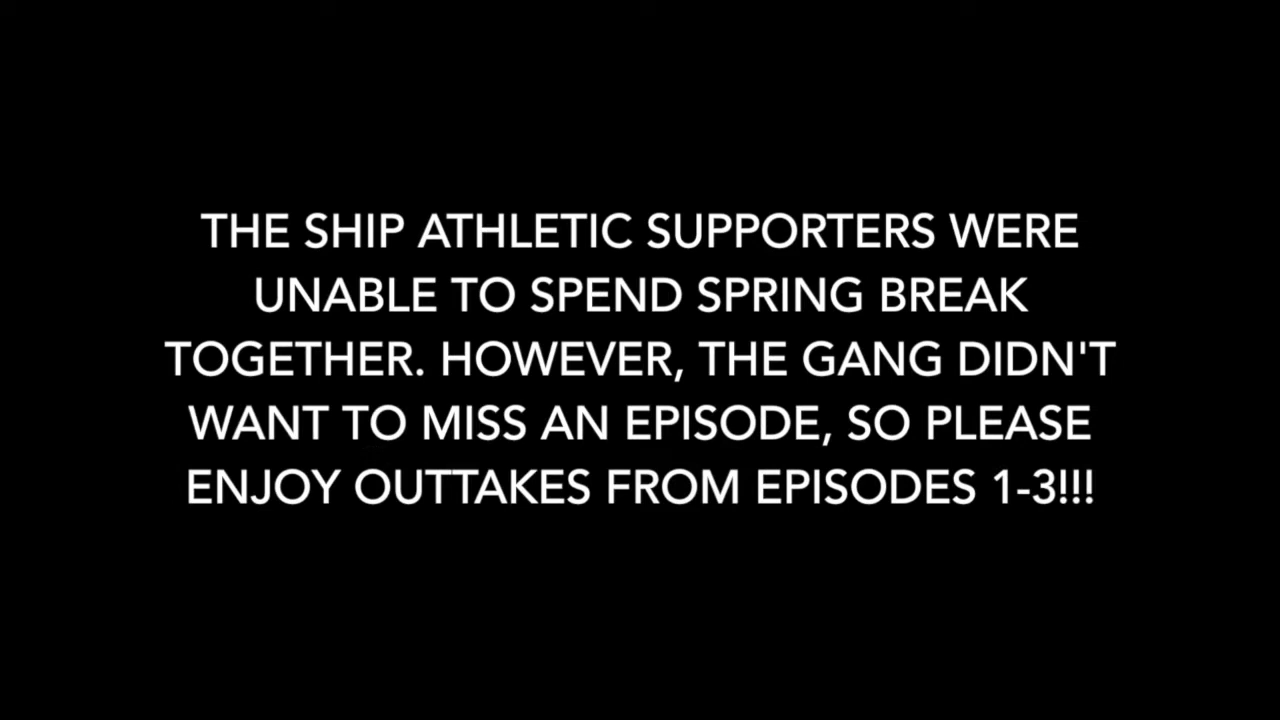 THE SHIP ATHLETIC SUPPORTERS WERE
UNABLE TO SPEND SPRING BREAK
TOGETHER. HOWEVER, THE GANG DIDN'T
WANT TO MISS AN EPISODE, SO PLEASE
ENJOY OUTTAKES FROM EPISODES 1-3!!!